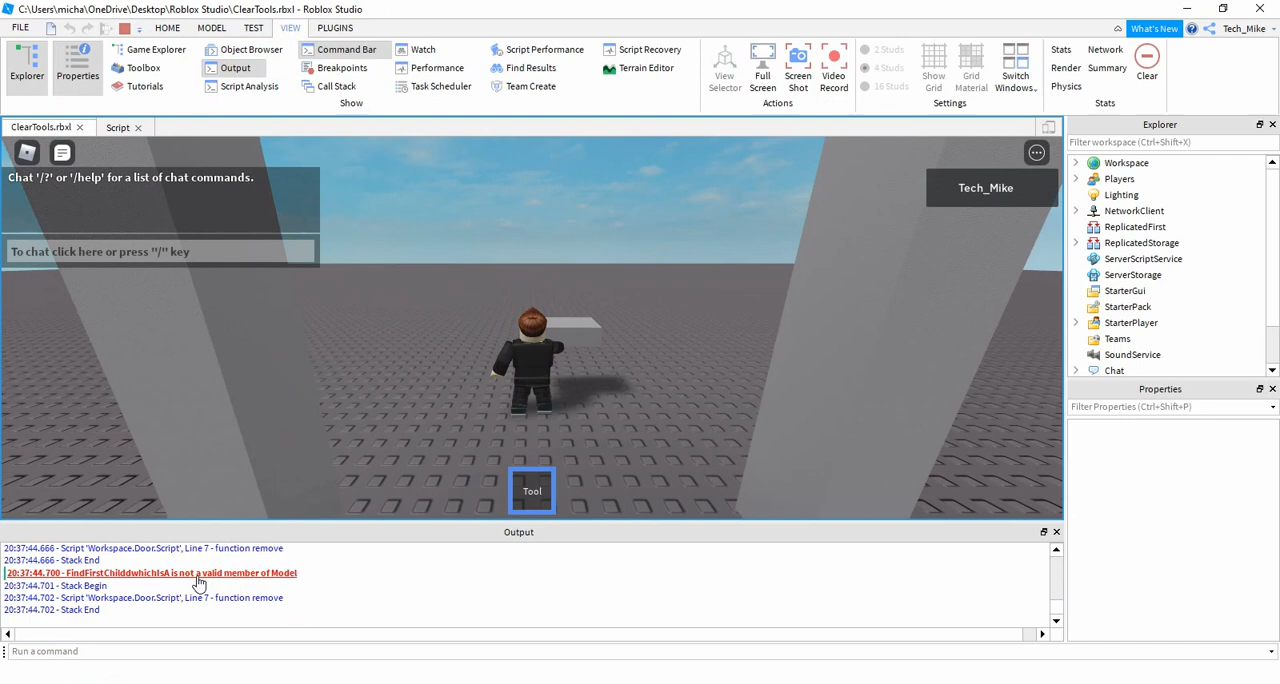 C:\Users\micha\OneDrive\Desktop\Roblox Studio\ClearTools.rbxl - Roblox Studio
FILE HOME MODEL TEST VIEW PLUGINS What's New Tech_Mike
Explorer Properties
Game Explorer Object Browser Command Bar Watch Script Performance Script Recovery
Toolbox Output Breakpoints Performance Find Results Terrain Editor
Tutorials Script Analysis Call Stack Task Scheduler Team Create
Show
View Selector
Full Screen
Screen Shot
Video Record
Actions
2 Studs
4 Studs
16 Studs
Show Grid
Grid Material
Switch Windows
Settings
Stats Network
Render Summary
Physics
Clear
Stats
ClearTools.rbxl Script
Chat '/?' or '/help' for a list of chat commands.
To chat click here or press "/" key
Tech_Mike
Tool
Explorer
Filter workspace (Ctrl+Shift+X)
Workspace
Players
Lighting
NetworkClient
ReplicatedFirst
ReplicatedStorage
ServerScriptService
ServerStorage
StarterGui
StarterPack
StarterPlayer
Teams
SoundService
Chat
Properties
Filter Properties (Ctrl+Shift+P)
Output
20:37:44.666 - Script 'Workspace.Door.Script', Line 7 - function remove
20:37:44.666 - Stack End
20:37:44.700 - FindFirstChilddwhichIsA is not a valid member of Model
20:37:44.701 - Stack Begin
20:37:44.702 - Script 'Workspace.Door.Script', Line 7 - function remove
20:37:44.702 - Stack End
Run a command